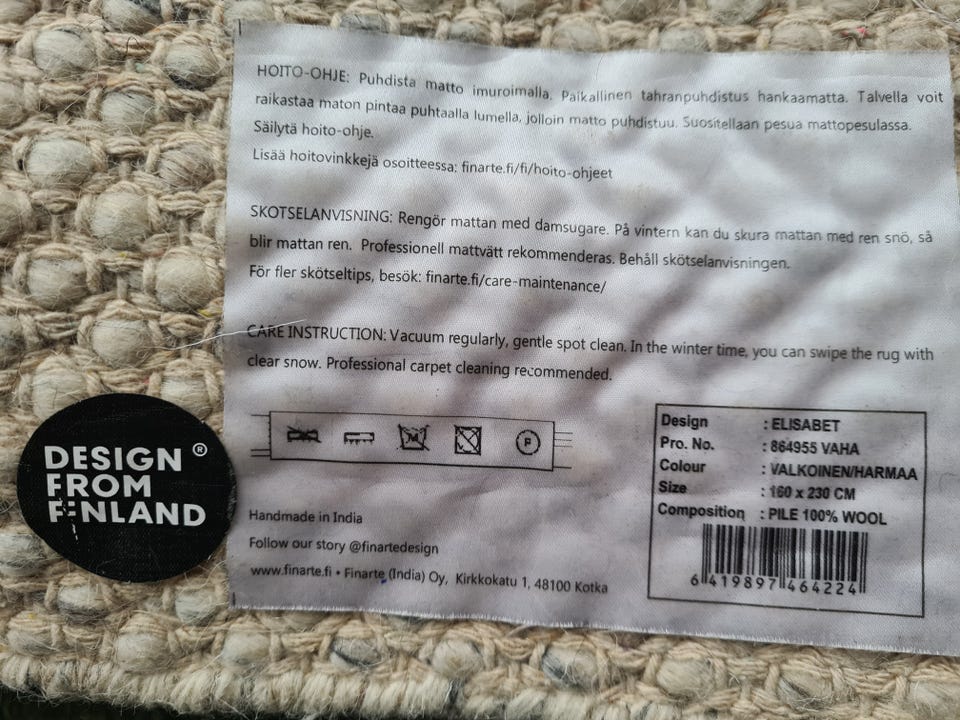 HOITO-OHJE: Puhdista matto imuroimalla. Paikallinen tahranpuhdistus hankaamatta. Talvella voit
raikastaa maton pintaa puhtaalla lumella, jolloin matto puhdistuu. Suositellaan pesua mattopesulassa.
Säilytä hoito-ohje.
Lisää hoitovinkkejä osoitteessa: finarte.fi/fi/hoito-ohjeet
SKOTSELANVISNING: Rengör mattan med damsugare. På vintern kan du skura mattan med ren snö, så
blir mattan ren. Professionell mattvätt rekommenderas. Behåll skötselanvisningen.
För fler skötseltips, besök: finarte.fi/care-maintenance/
CARE INSTRUCTION: Vacuum regularly, gentle spot clean. In the winter time, you can swipe the rug with
clear snow. Professional carpet cleaning recommended.
P
DESIGN ®
FROM
FINLAND
Design : ELISABET
Pro. No. : 864955 VAHA
Colour : VALKOINEN/HARMAA
Size : 160 x 230 CM
Composition : PILE 100% WOOL
6 419897 464224
Handmade in India
Follow our story @finartedesign
www.finarte.fi • Finarte (India) Oy, Kirkkokatu 1, 48100 Kotka